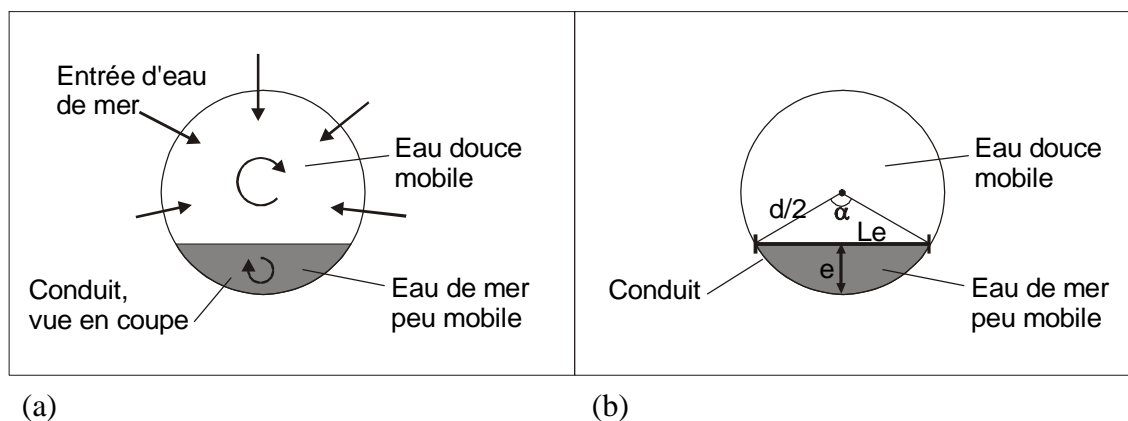 Entrée d'eau
de mer
Eau douce
mobile
Conduit,
vue en coupe
Eau de mer
peu mobile
Eau douce
mobile
d/2
α
Le
e
Conduit
Eau de mer
peu mobile
(a)
(b)